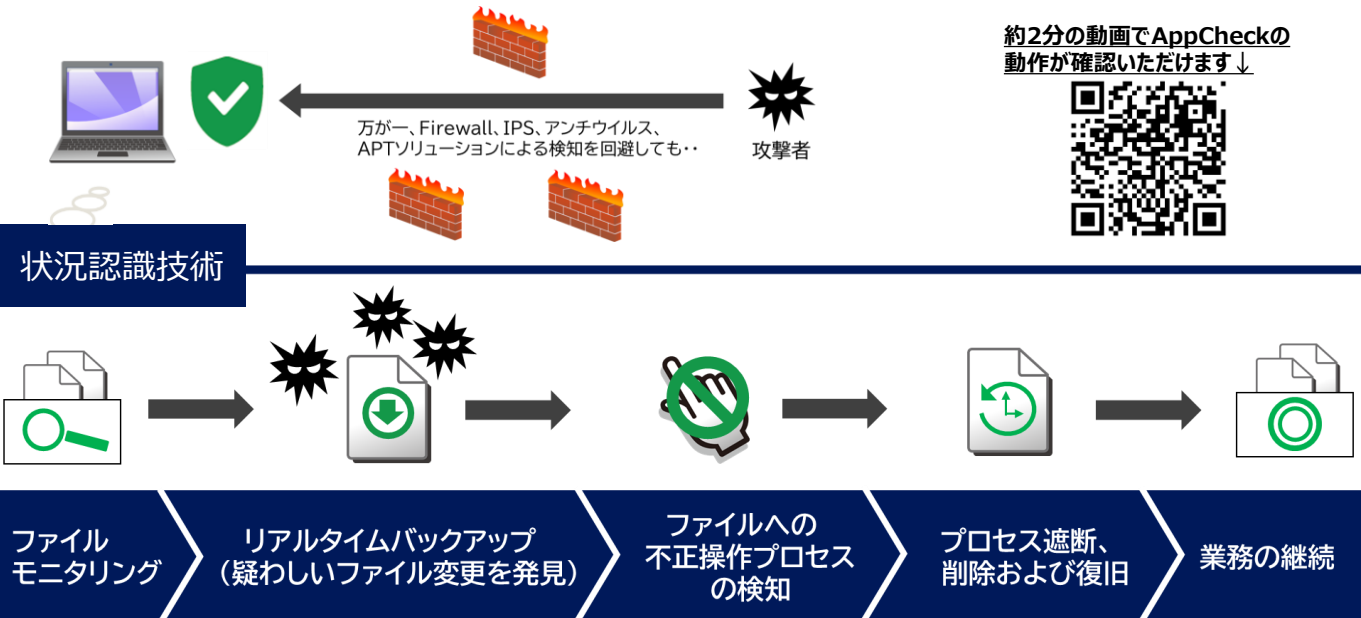 約2分の動画でAppCheckの
動作が確認いただけます↓
万が一、Firewall、IPS、アンチウイルス、
APTソリューションによる検知を回避しても・・
攻撃者
状況認識技術
ファイル
モニタリング
リアルタイムバックアップ
（疑わしいファイル変更を発見）
ファイルへの
不正操作プロセス
の検知
プロセス遮断、
削除および復旧
業務の継続